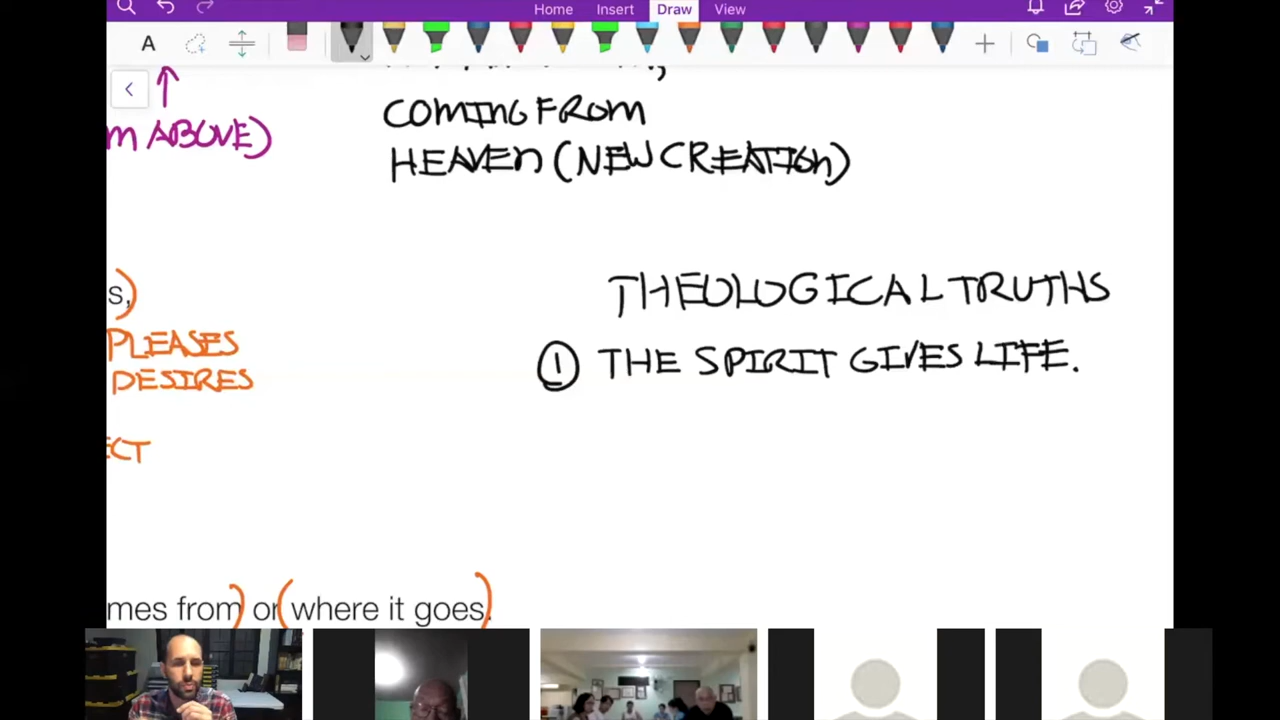 Home Insert Draw View
A
COMING FROM
HEAVEN (NEW CREATION)
M ABOVE)
THEOLOGICAL TRUTHS
s,)
① THE SPIRIT GIVES LIFE.
PLEASES
DESIRES
ECT
mes from) or (where it goes.)